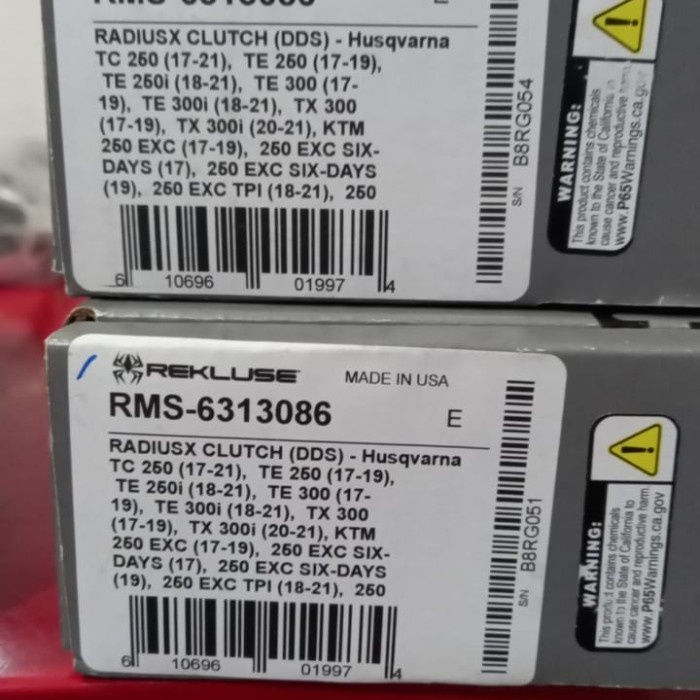 RMS-6313086
E
RADIUSX CLUTCH (DDS) - Husqvarna
TC 250 (17-21), TE 250 (17-19),
TE 250i (18-21), TE 300 (17-
19), TE 300i (18-21), TX 300
(17-19), TX 300i (20-21), KTM
250 EXC (17-19), 250 EXC SIX-
DAYS (17), 250 EXC SIX-DAYS
(19), 250 EXC TPI (18-21), 250
6 10696 01997 4
S/N B8RG054
WARNING:
This product contains chemicals
known to the State of California to
cause cancer and reproductive harm
www.P65Warnings.ca.gov
REKLUSE MADE IN USA
RMS-6313086 E
RADIUSX CLUTCH (DDS) - Husqvarna
TC 250 (17-21), TE 250 (17-19),
TE 250i (18-21), TE 300 (17-
19), TE 300i (18-21), TX 300
(17-19), TX 300i (20-21), KTM
250 EXC (17-19), 250 EXC SIX-
DAYS (17), 250 EXC SIX-DAYS
(19), 250 EXC TPI (18-21), 250
6 10696 01997 4
S/N B8RG051
WARNING:
This product contains chemicals
known to the State of California to
cause cancer and reproductive harm
www.P65Warnings.ca.gov